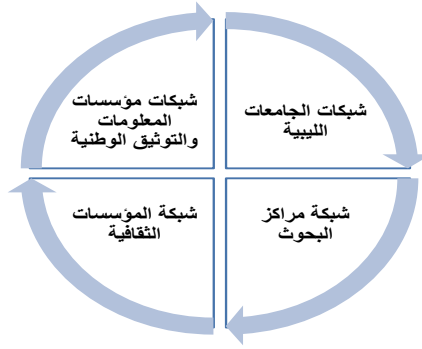 شبكات الجامعات
الليبية
شبكات مؤسسات
المعلومات
والتوثيق الوطنية
شبكة مراكز
البحوث
شبكة المؤسسات
الثقافية